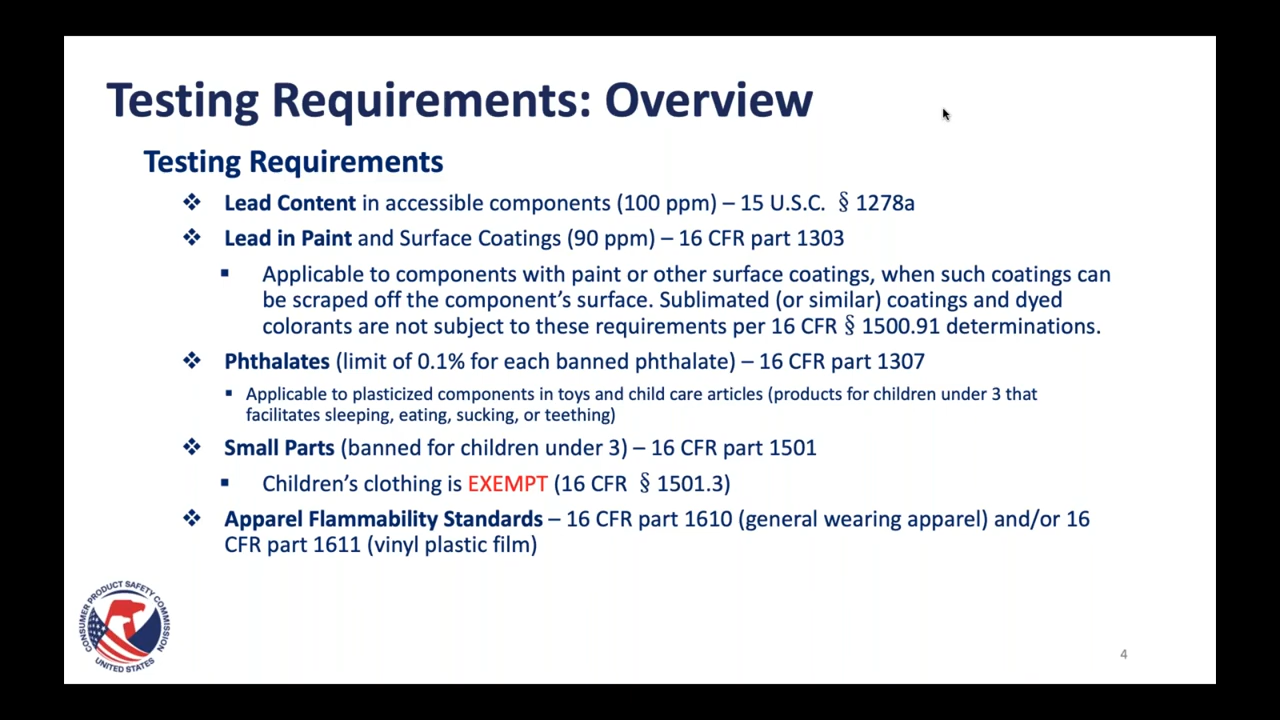 Testing Requirements: Overview
Testing Requirements
❖ Lead Content in accessible components (100 ppm) – 15 U.S.C. § 1278a
❖ Lead in Paint and Surface Coatings (90 ppm) – 16 CFR part 1303
▪ Applicable to components with paint or other surface coatings, when such coatings can
be scraped off the component’s surface. Sublimated (or similar) coatings and dyed
colorants are not subject to these requirements per 16 CFR § 1500.91 determinations.
❖ Phthalates (limit of 0.1% for each banned phthalate) – 16 CFR part 1307
▪ Applicable to plasticized components in toys and child care articles (products for children under 3 that
facilitates sleeping, eating, sucking, or teething)
❖ Small Parts (banned for children under 3) – 16 CFR part 1501
▪ Children’s clothing is EXEMPT (16 CFR § 1501.3)
❖ Apparel Flammability Standards – 16 CFR part 1610 (general wearing apparel) and/or 16
CFR part 1611 (vinyl plastic film)
CONSUMER PRODUCT SAFETY COMMISSION
UNITED STATES
4